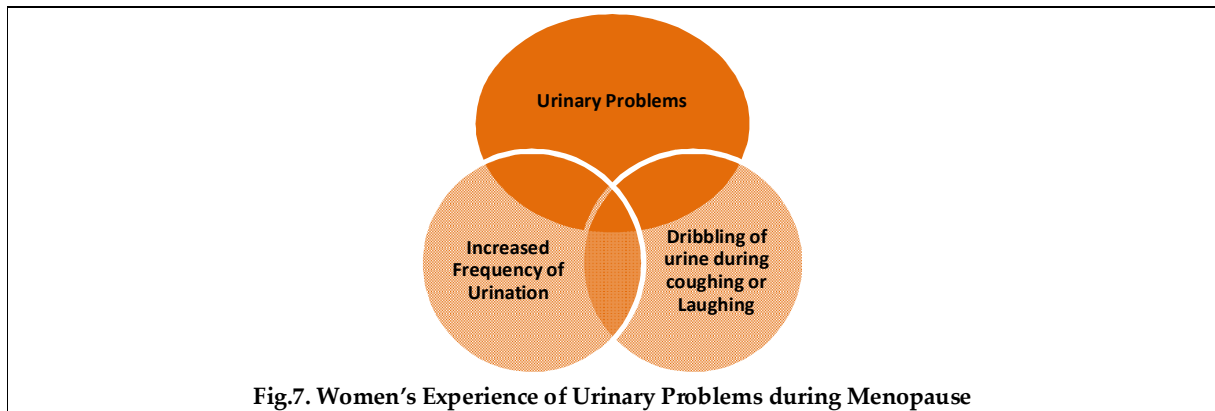 Urinary Problems
Increased
Frequency of
Urination
Dribbling of
urine during
coughing or
Laughing
Fig.7. Women’s Experience of Urinary Problems during Menopause